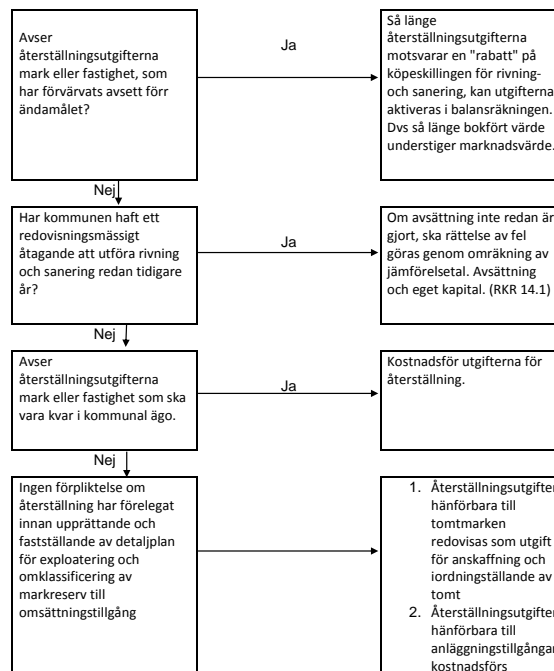 Avser
återställningsutgifterna
mark eller fastighet, som
har förvärvats avsett förr
ändamålet?
Ja
Så länge
återställningsutgifterna
motsvarar en "rabatt" på
köpeskillingen för rivning-
och sanering, kan utgifterna
aktiveras i balansräkningen.
Dvs så länge bokfört värde
understiger marknadsvärde.
Nej
Har kommunen haft ett
redovisningsmässigt
åtagande att utföra rivning
och sanering redan tidigare
år?
Ja
Om avsättning inte redan är
gjort, ska rättelse av fel
göras genom omräkning av
jämförelsetal. Avsättning
och eget kapital. (RKR 14.1)
Nej
Avser
återställningsutgifterna
mark eller fastighet som ska
vara kvar i kommunal ägo.
Ja
Kostnadsför utgifterna för
återställning.
Nej
Ingen förpliktelse om
återställning har förelegat
innan upprättande och
fastställande av detaljplan
för exploatering och
omklassificering av
markreserv till
omsättningstillgång
1. Återställningsutgifter
hänförbara till
tomtmarken
redovisas som utgift
för anskaffning och
iordningställande av
tomt
2. Återställningsutgifter
hänförbara till
anläggningstillgångar
kostnadsförs